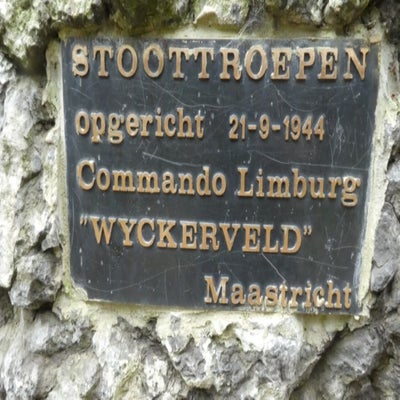 STOOTTROEPEN
opgericht 21-9-1944
Commando Limburg
"WYCKERVELD"
Maastricht